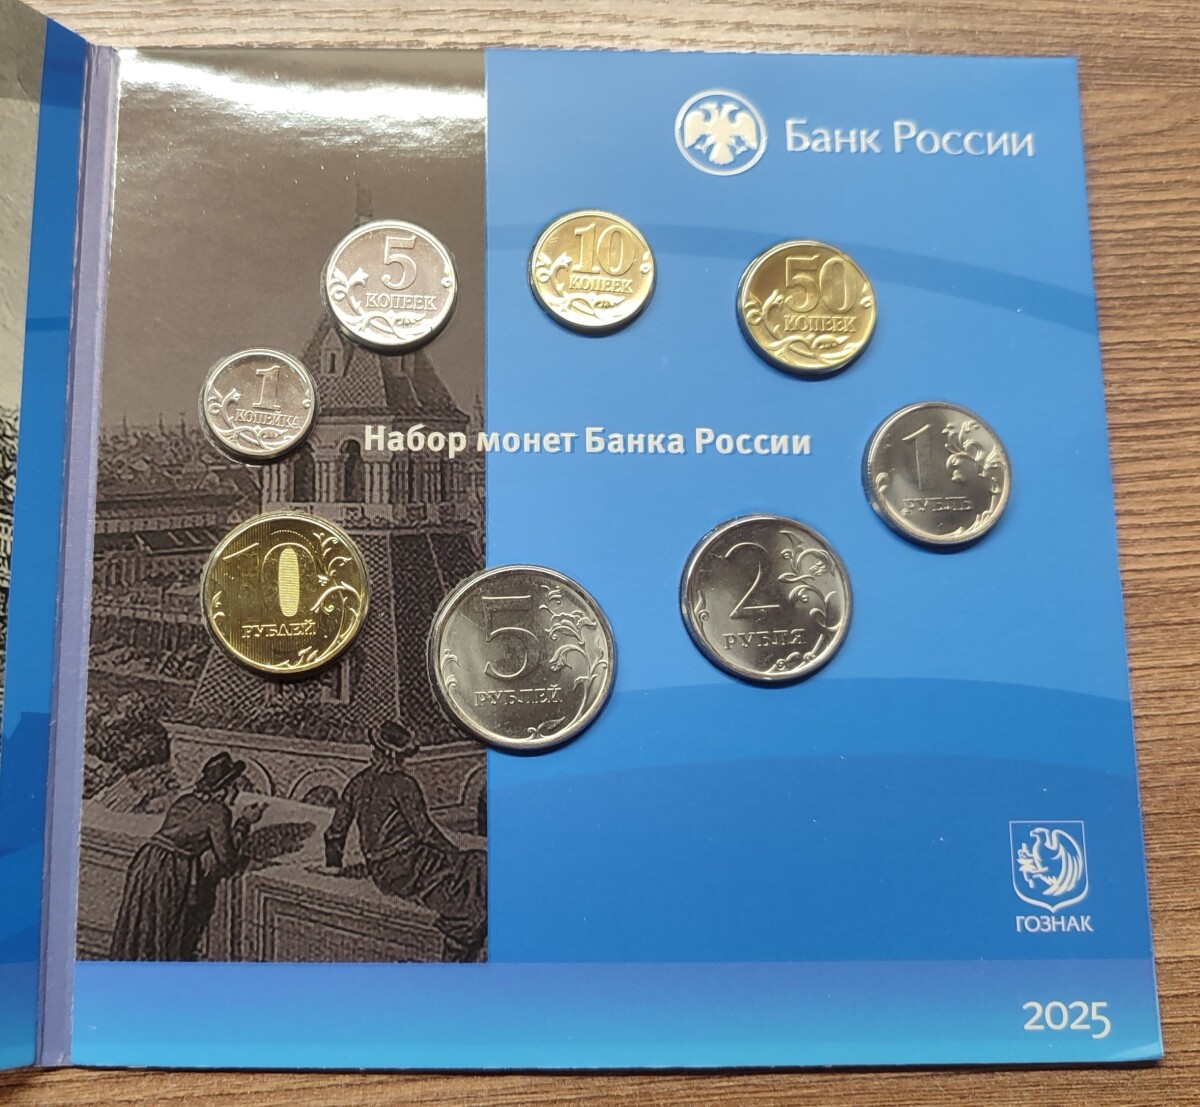 Банк России
5
КОПЕЕК
10
КОПЕЕК
50
КОПЕЕК
1
КОПЕЙКА
Набор монет Банка России
1
РУБЛЬ
10
РУБЛЕЙ
5
РУБЛЕЙ
2
РУБЛЯ
ГОЗНАК
2025